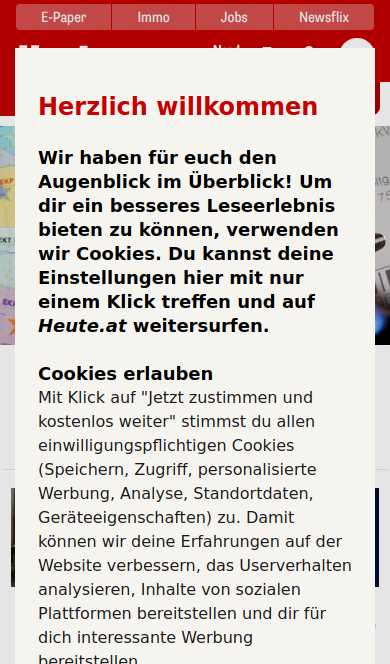 E-Paper Immo Jobs Newsflix
Herzlich willkommen
Wir haben für euch den
Augenblick im Überblick! Um
dir ein besseres Leseerlebnis
bieten zu können, verwenden
wir Cookies. Du kannst deine
Einstellungen hier mit nur
einem Klick treffen und auf
Heute.at weitersurfen.
Cookies erlauben
Mit Klick auf "Jetzt zustimmen und
kostenlos weiter" stimmst du allen
einwilligungspflichtigen Cookies
(Speichern, Zugriff, personalisierte
Werbung, Analyse, Standortdaten,
Geräteeigenschaften) zu. Damit
können wir deine Erfahrungen auf der
Website verbessern, das Userverhalten
analysieren, Inhalte von sozialen
Plattformen bereitstellen und dir für
dich interessante Werbung
bereitstellen